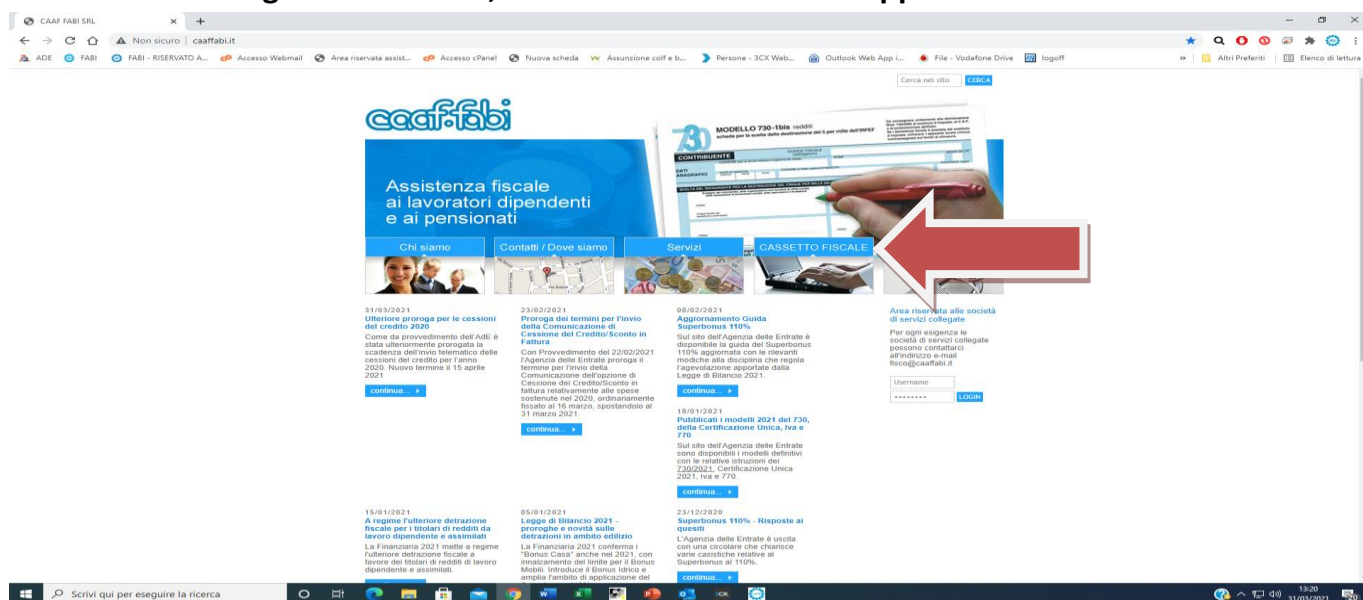 CAAF FABI SRL
Non sicuro | caaffabi.it
ADE
FABI
FABI - RISERVATO A...
Accesso Webmail
Area riservata assist...
Accesso cPanel
Nuova scheda
Assunzione colf e b...
Persone - 3CX Web...
Outlook Web App i...
File - Vodafone Drive
logoff
Altri Preferiti
Elenco di lettura
Cerca nel sito
CERCA
caaf-fabi
730
MODELLO 730-1bis redditi
scheda per la scelta della destinazione del 5 per mille dell'IRPEF
CONTRIBUENTE
DATI
ANAGRAFICI
Assistenza fiscale
ai lavoratori dipendenti
e ai pensionati
Chi siamo
Contatti / Dove siamo
Servizi
CASSETTO FISCALE
31/03/2021
Ulteriore proroga per le cessioni
del credito 2020
Come da provvedimento dell'AdE è
stata ulteriormente prorogata la
scadenza dell'invio telematico delle
cessioni del credito per l'anno
2020. Nuovo termine il 15 aprile
2021
continua...
23/02/2021
Proroga dei termini per l'invio
della Comunicazione di
Cessione del Credito/Sconto in
Fattura
Con Provvedimento del 22/02/2021
l'Agenzia delle Entrate proroga il
termine per l'invio della
Comunicazione dell'opzione di
Cessione del Credito/Sconto in
fattura relativamente alle spese
sostenute nel 2020, ordinariamente
fissato al 16 marzo, spostandolo al
31 marzo 2021.
continua...
08/02/2021
Aggiornamento Guida
Superbonus 110%
Sul sito dell'Agenzia delle Entrate è
disponibile la guida del Superbonus
110% aggiornata con le rilevanti
modiche alla disciplina che regola
l'agevolazione apportate dalla
Legge di Bilancio 2021.
continua...
18/01/2021
Pubblicati i modelli 2021 del 730,
della Certificazione Unica, Iva e
770
Sul sito dell'Agenzia delle Entrate
sono disponibili i modelli definitivi
con le relative istruzioni dei
730/2021, Certificazione Unica
2021, Iva e 770.
continua...
Area riservata alle società
di servizi collegate
Per ogni esigenza le
società di servizi collegate
possono contattarci
all'indirizzo e-mail
fisco@caaffabi.it
Username
LOGIN
15/01/2021
A regime l'ulteriore detrazione
fiscale per i titolari di redditi da
lavoro dipendente e assimilati
La Finanziaria 2021 mette a regime
l'ulteriore detrazione fiscale a
favore dei titolari di redditi di lavoro
dipendente e assimilati.
05/01/2021
Legge di Bilancio 2021 -
proroghe e novità sulle
detrazioni in ambito edilizio
La Finanziaria 2021 conferma i
"Bonus Casa" anche nel 2021, con
innalzamento del limite per il Bonus
Mobili. Introduce il Bonus Idrico e
amplia l'ambito di applicazione del
23/12/2020
Superbonus 110% - Risposte ai
quesiti
L'Agenzia delle Entrate è uscita
con una circolare che chiarisce
varie casistiche relative al
Superbonus al 110%.
continua...
Scrivi qui per eseguire la ricerca
13:20
31/03/2021